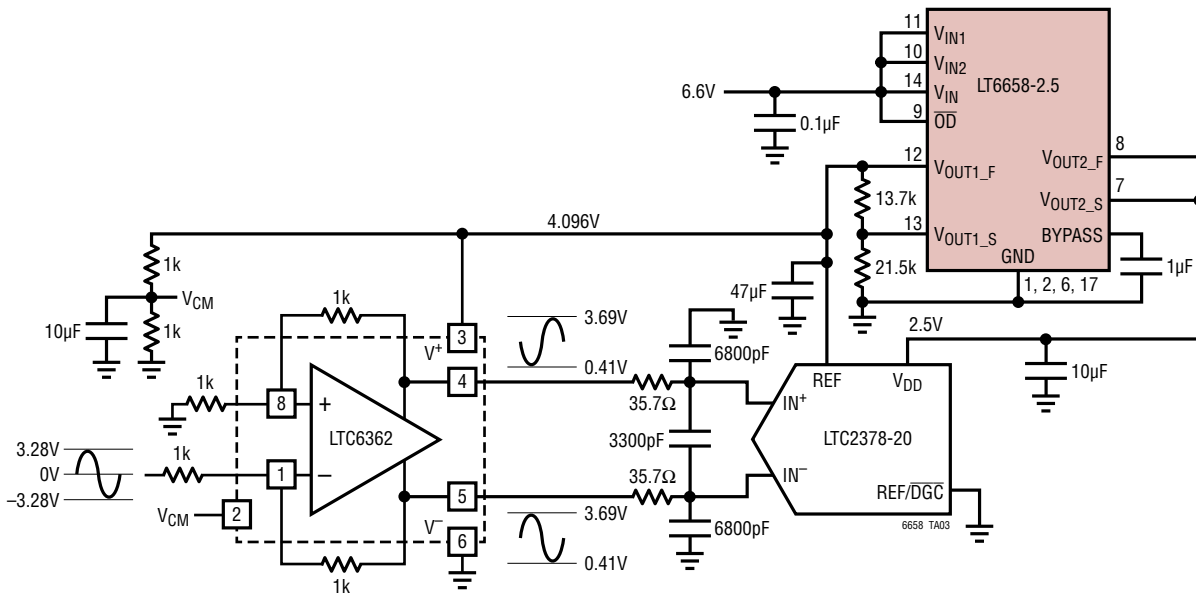 11
V_IN1
10
V_IN2
14
V_IN
9
OD
LT6658-2.5
6.6V
0.1µF
12
V_OUT1_F
8
V_OUT2_F
13.7k
7
V_OUT2_S
4.096V
13
V_OUT1_S
BYPASS
GND
1µF
21.5k
1, 2, 6, 17
1k
V_CM
1k
10µF
1k
47µF
3.69V
0.41V
3
V+
4
2.5V
6800pF
10µF
REF
V_DD
1k
8
+
35.7Ω
IN+
LTC6362
3300pF
LTC2378-20
3.28V
0V
–3.28V
1k
1
–
35.7Ω
IN–
5
REF/DGC
V_CM
2
V–
6
3.69V
0.41V
6800pF
6658 TA03
1k